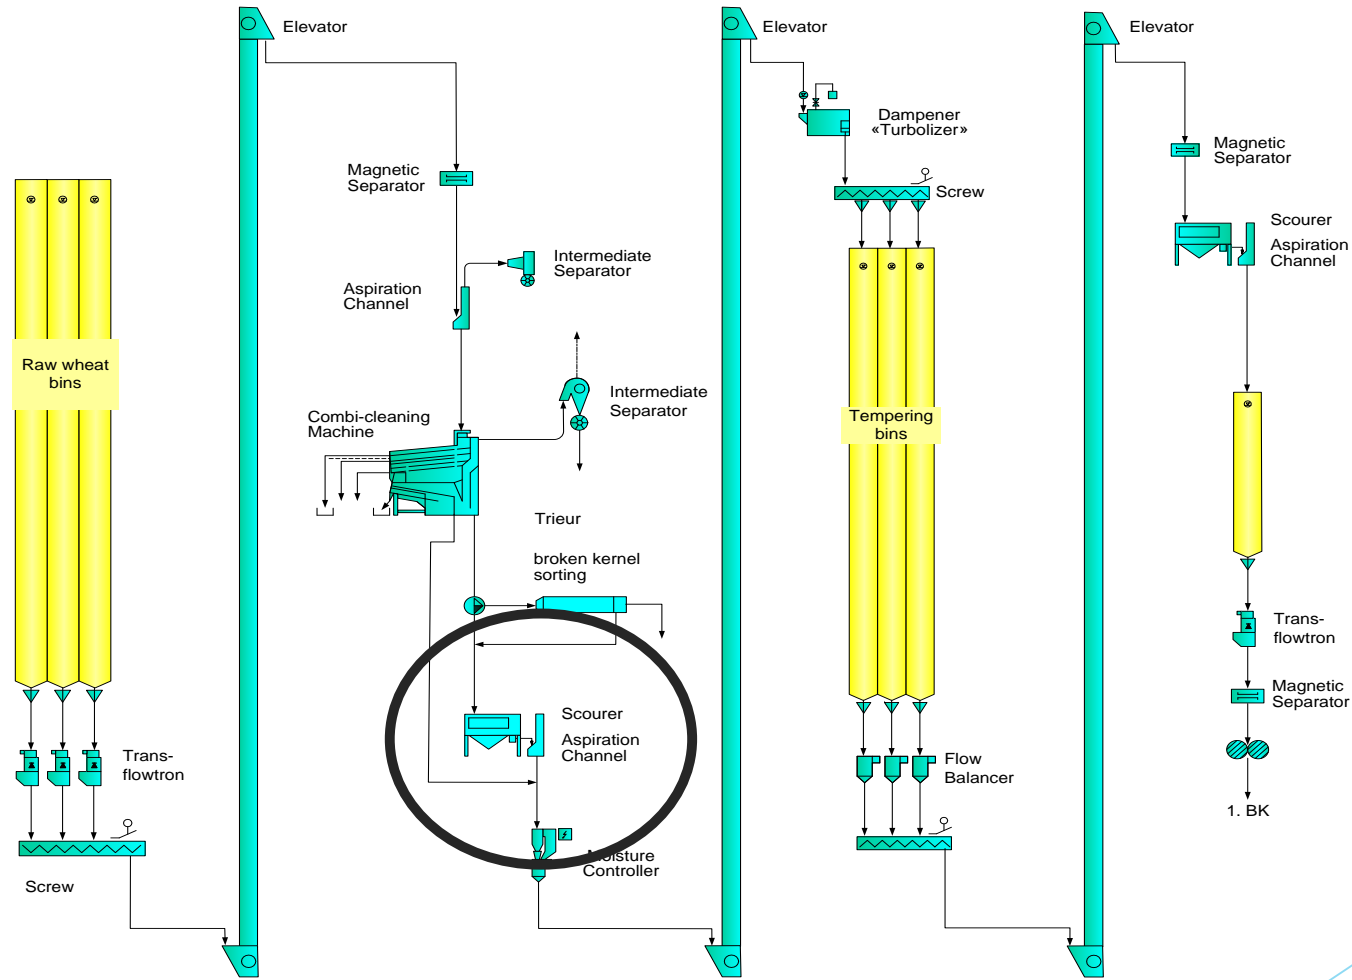 Elevator
Magnetic
Separator
Intermediate
Separator
Aspiration
Channel
Raw wheat
bins
Intermediate
Separator
Combi-cleaning
Machine
Trieur
broken kernel
sorting
Scourer
Aspiration
Channel
Trans-
flowtron
Screw
Moisture
Controller
Elevator
Dampener
«Turbolizer»
Screw
Tempering
bins
Flow
Balancer
Elevator
Magnetic
Separator
Scourer
Aspiration
Channel
Trans-
flowtron
Magnetic
Separator
1. BK